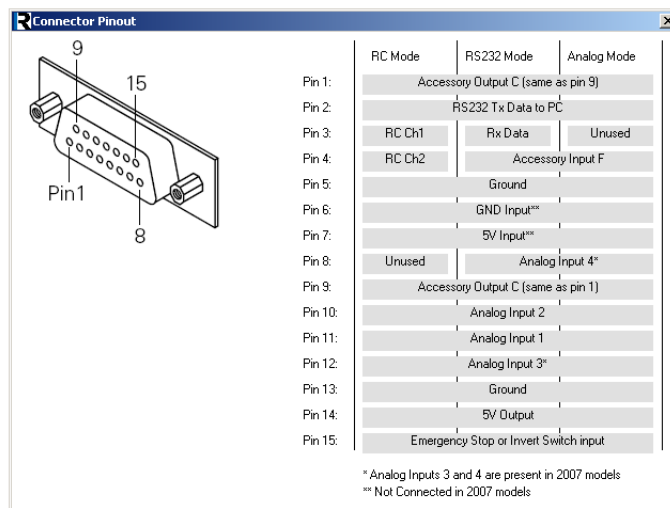 Connector Pinout
RC Mode RS232 Mode Analog Mode
9
15
Pin1
8
Pin 1: Accessory Output C (same as pin 9)
Pin 2: RS232 Tx Data to PC
Pin 3: RC Ch1 Rx Data Unused
Pin 4: RC Ch2 Accessory Input F
Pin 5: Ground
Pin 6: GND Input**
Pin 7: 5V Input**
Pin 8: Unused Analog Input 4*
Pin 9: Accessory Output C (same as pin 1)
Pin 10: Analog Input 2
Pin 11: Analog Input 1
Pin 12: Analog Input 3*
Pin 13: Ground
Pin 14: 5V Output
Pin 15: Emergency Stop or Invert Switch input
* Analog Inputs 3 and 4 are present in 2007 models
** Not Connected in 2007 models